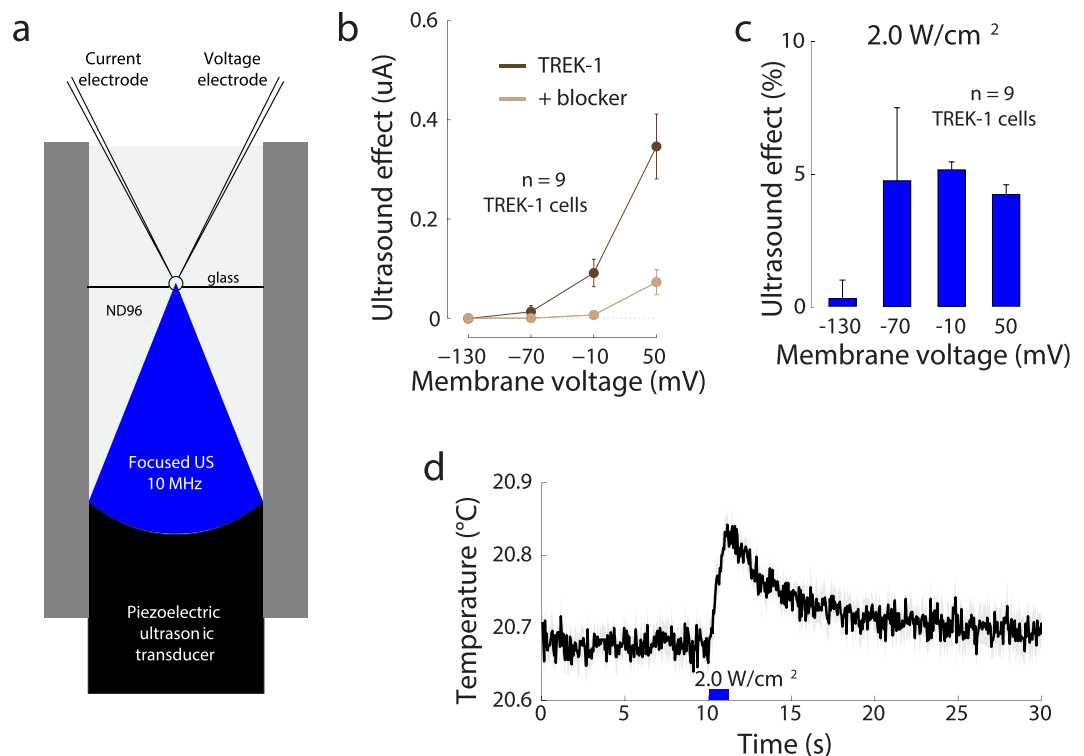 a
Current
electrode
Voltage
electrode
glass
ND96
Focused US
10 MHz
Piezoelectric
ultrasonic
transducer
b
Ultrasound effect (uA)
0.6
0.4
0.2
0
TREK-1
+ blocker
n = 9
TREK-1 cells
−130 −70 −10 50
Membrane voltage (mV)
c
2.0 W/cm 2
Ultrasound effect (%)
10
5
0
n = 9
TREK-1 cells
-130 -70 -10 50
Membrane voltage (mV)
d
Temperature (°C)
20.9
20.8
20.7
20.6
2.0 W/cm 2
0 5 10 15 20 25 30
Time (s)